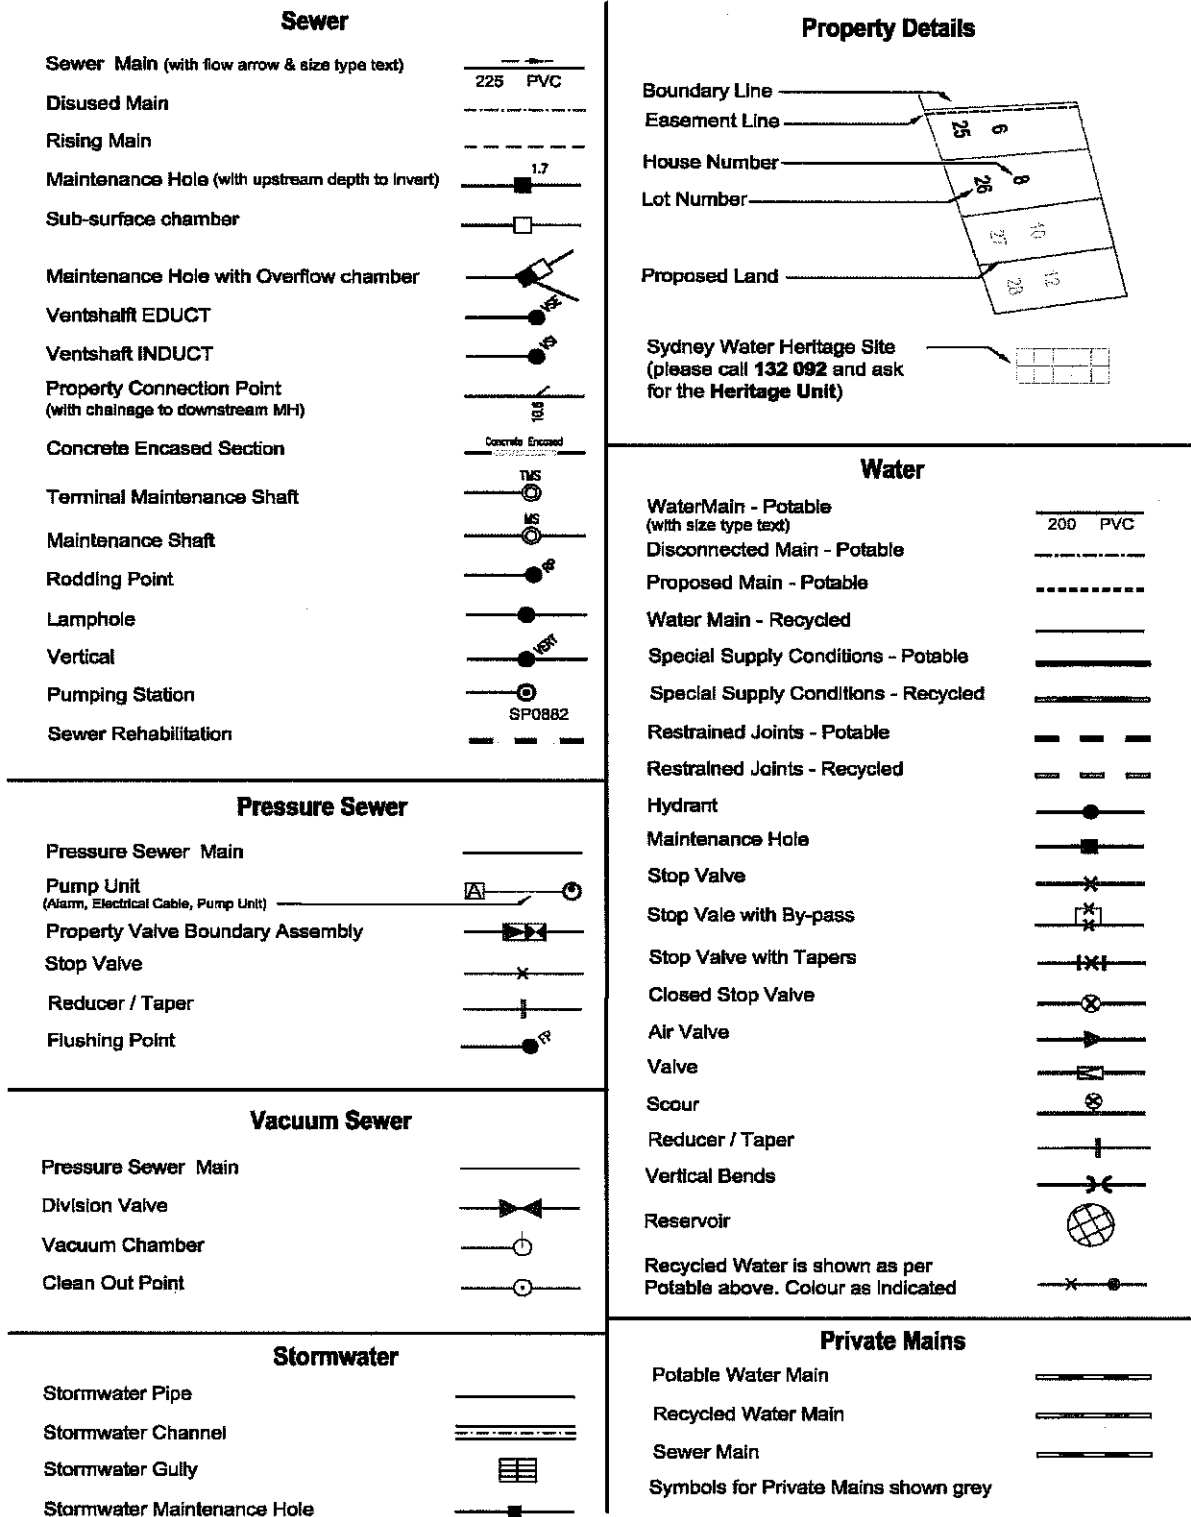 Sewer
Sewer Main (with flow arrow & size type text)
225 PVC
Disused Main
Rising Main
Maintenance Hole (with upstream depth to invert)
1.7
Sub-surface chamber
Maintenance Hole with Overflow chamber
Ventshalft EDUCT
VSE
Ventshaft INDUCT
VSI
Property Connection Point
(with chainage to downstream MH)
10.6
Concrete Encased Section
Concrete Encased
Terminal Maintenance Shaft
TMS
Maintenance Shaft
MS
Rodding Point
RP
Lamphole
Vertical
VERT
Pumping Station
SP0882
Sewer Rehabilitation
Pressure Sewer
Pressure Sewer Main
Pump Unit
(Alarm, Electrical Cable, Pump Unit)
A
Property Valve Boundary Assembly
Stop Valve
Reducer / Taper
Flushing Point
FP
Vacuum Sewer
Pressure Sewer Main
Division Valve
Vacuum Chamber
Clean Out Point
Stormwater
Stormwater Pipe
Stormwater Channel
Stormwater Gully
Stormwater Maintenance Hole
Property Details
Boundary Line
Easement Line
25 6
House Number
8
Lot Number
26
27 10
Proposed Land
28 12
Sydney Water Heritage Site
(please call 132 092 and ask
for the Heritage Unit)
Water
WaterMain - Potable
(with size type text)
200 PVC
Disconnected Main - Potable
Proposed Main - Potable
Water Main - Recycled
Special Supply Conditions - Potable
Special Supply Conditions - Recycled
Restrained Joints - Potable
Restrained Joints - Recycled
Hydrant
Maintenance Hole
Stop Valve
Stop Vale with By-pass
Stop Valve with Tapers
Closed Stop Valve
Air Valve
Valve
Scour
Reducer / Taper
Vertical Bends
Reservoir
Recycled Water is shown as per
Potable above. Colour as Indicated
Private Mains
Potable Water Main
Recycled Water Main
Sewer Main
Symbols for Private Mains shown grey